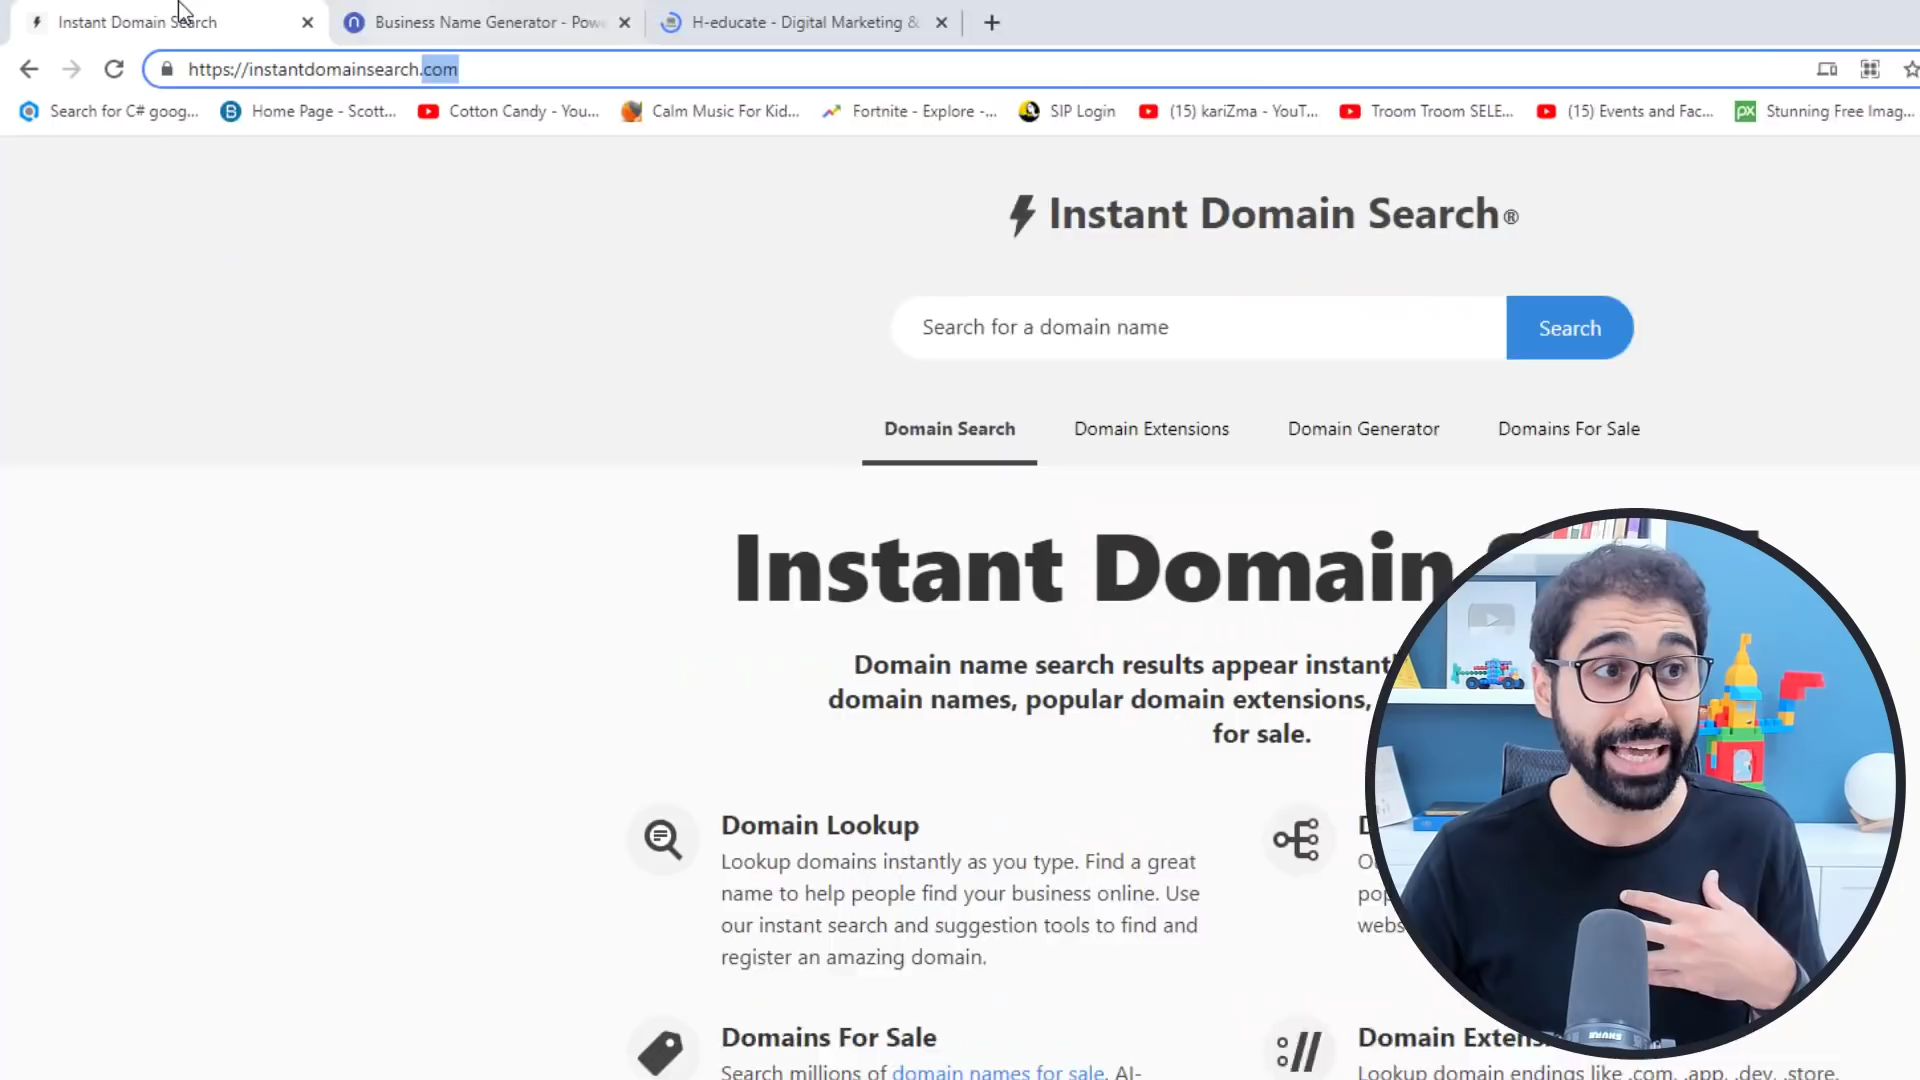 Instant Domain Search
Business Name Generator - Pow
H-educate - Digital Marketing &
https://instantdomainsearch.com
Search for C# goog...
Home Page - Scott...
Cotton Candy - You...
Calm Music For Kid...
Fortnite - Explore -...
SIP Login
(15) kariZma - YouT...
Troom Troom SELE...
(15) Events and Fac...
px
Stunning Free Imag...
Instant Domain Search®
Search for a domain name
Search
Domain Search
Domain Extensions
Domain Generator
Domains For Sale
Instant Domain
Domain name search results appear instant
domain names, popular domain extensions,
for sale.
Domain Lookup
Lookup domains instantly as you type. Find a great
name to help people find your business online. Use
our instant search and suggestion tools to find and
register an amazing domain.
pop
webs
Domains For Sale
Search millions of domain names for sale. AI-
Domain Extens
Lookup domain endings like .com, .app, .dev, .store,
SHURE